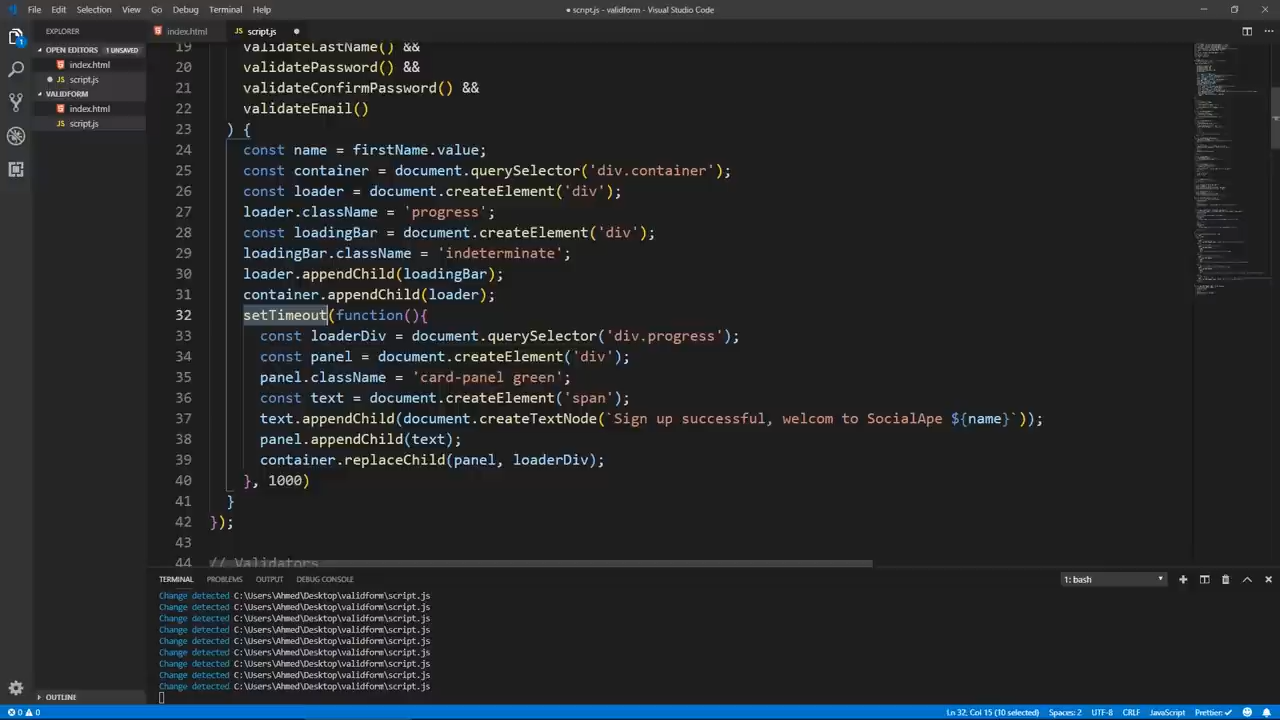 File Edit Selection View Go Debug Terminal Help
● script.js - validform - Visual Studio Code
EXPLORER
index.html
script.js ●
OPEN EDITORS 1 UNSAVED
index.html
● script.js
VALIDFORM
index.html
script.js
19 validateLastName() &&
20 validatePassword() &&
21 validateConfirmPassword() &&
22 validateEmail()
23 ) {
24 const name = firstName.value;
25 const container = document.querySelector('div.container');
26 const loader = document.createElement('div');
27 loader.className = 'progress';
28 const loadingBar = document.createElement('div');
29 loadingBar.className = 'indeterminate';
30 loader.appendChild(loadingBar);
31 container.appendChild(loader);
32 setTimeout(function(){
33 const loaderDiv = document.querySelector('div.progress');
34 const panel = document.createElement('div');
35 panel.className = 'card-panel green';
36 const text = document.createElement('span');
37 text.appendChild(document.createTextNode(`Sign up successful, welcom to SocialApe ${name}`));
38 panel.appendChild(text);
39 container.replaceChild(panel, loaderDiv);
40 }, 1000)
41 }
42 });
43
44 // Validators
TERMINAL PROBLEMS OUTPUT DEBUG CONSOLE
1: bash
Change detected C:\Users\Ahmed\Desktop\validform\script.js
Change detected C:\Users\Ahmed\Desktop\validform\script.js
Change detected C:\Users\Ahmed\Desktop\validform\script.js
Change detected C:\Users\Ahmed\Desktop\validform\script.js
Change detected C:\Users\Ahmed\Desktop\validform\script.js
Change detected C:\Users\Ahmed\Desktop\validform\script.js
Change detected C:\Users\Ahmed\Desktop\validform\script.js
Change detected C:\Users\Ahmed\Desktop\validform\script.js
Change detected C:\Users\Ahmed\Desktop\validform\script.js
OUTLINE
0 0
Ln 32, Col 15 (10 selected) Spaces: 2 UTF-8 CRLF JavaScript Prettier: ✓